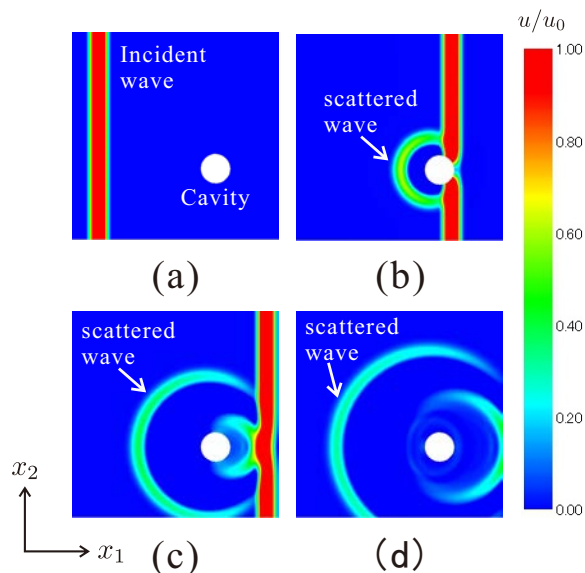 u/u₀
Incident
wave
Cavity
(a)
scattered
wave
(b)
1.00
0.80
0.60
0.40
0.20
0.00
scattered
wave
(c)
scattered
wave
(d)
x₂
x₁